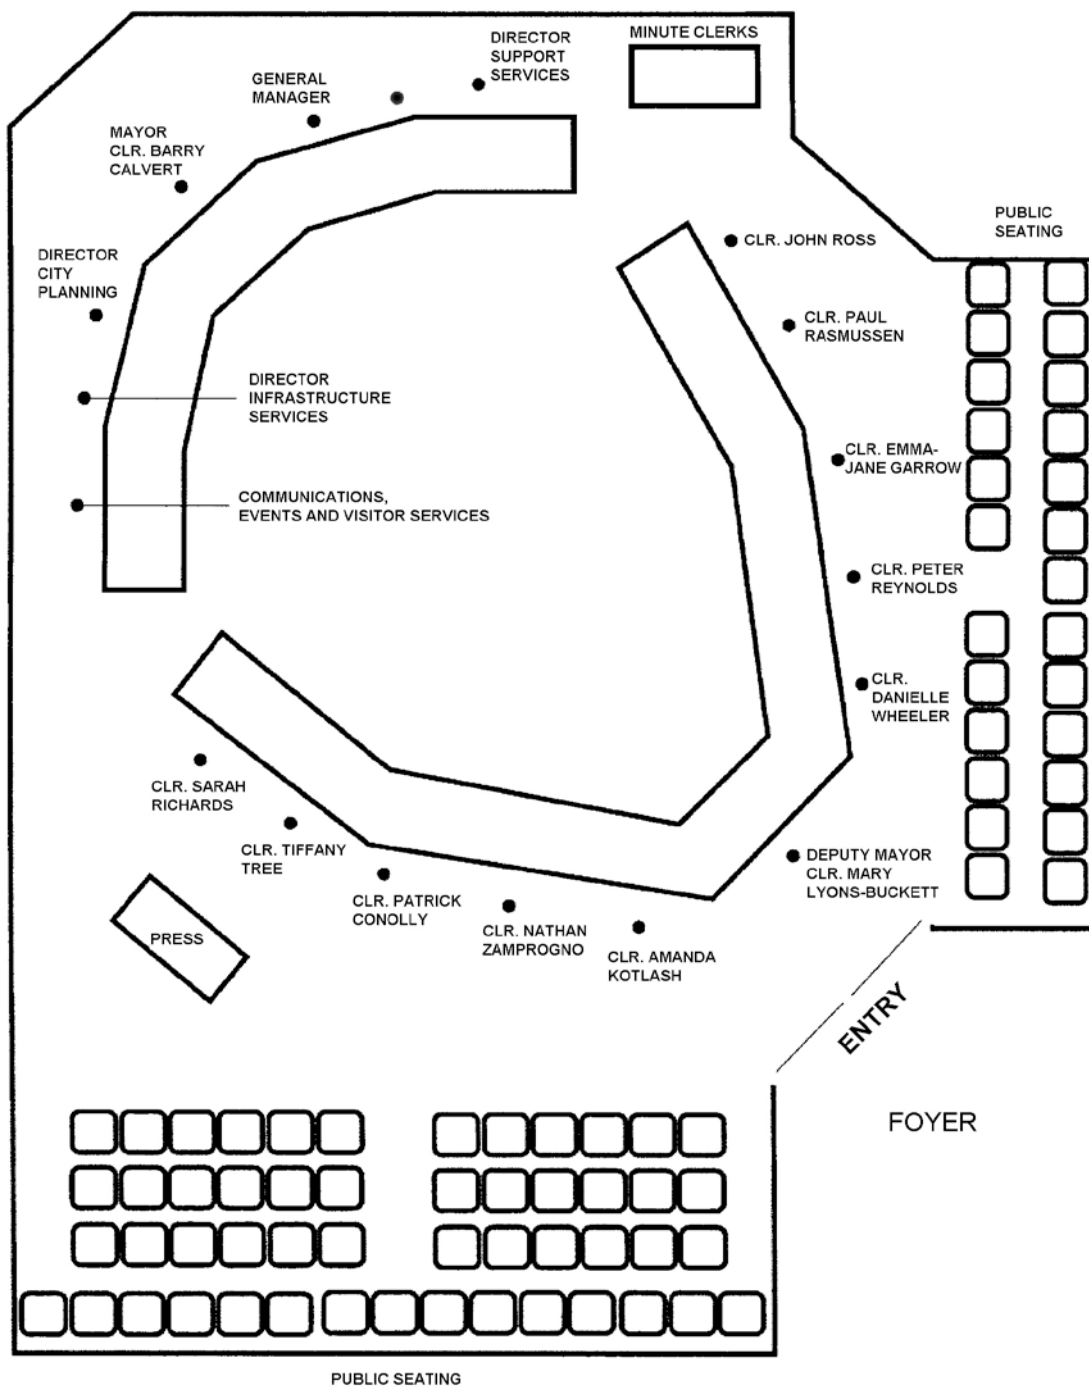 DIRECTOR
SUPPORT
SERVICES
MINUTE CLERKS
GENERAL
MANAGER
MAYOR
CLR. BARRY
CALVERT
DIRECTOR
CITY
PLANNING
DIRECTOR
INFRASTRUCTURE
SERVICES
COMMUNICATIONS,
EVENTS AND VISITOR SERVICES
CLR. JOHN ROSS
PUBLIC
SEATING
CLR. PAUL
RASMUSSEN
CLR. EMMA-
JANE GARROW
CLR. PETER
REYNOLDS
CLR.
DANIELLE
WHEELER
DEPUTY MAYOR
CLR. MARY
LYONS-BUCKETT
CLR. SARAH
RICHARDS
CLR. TIFFANY
TREE
CLR. PATRICK
CONOLLY
CLR. NATHAN
ZAMPROGNO
CLR. AMANDA
KOTLASH
PRESS
ENTRY
FOYER
PUBLIC SEATING